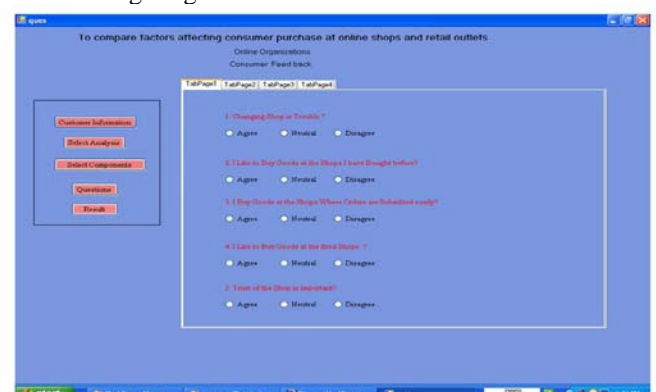 ques
To compare factors affecting consumer purchase at online shops and retail outlets
Online Organizations
Consumer Feed back
TabPage1 TabPage2 TabPage3 TabPage4
Customer Information
Select Analysis
Select Components
Questions
Result
1. Changing Shop is Trouble ?
Agree Neutral Disagree
2. I Like to Buy Goods at the Shops I have Bought before?
Agree Neutral Disagree
3. I Buy Goods at the Shops Where Orders are Submitted easily?
Agree Neutral Disagree
4. I Like to Buy Goods at the Shops ?
Agree Neutral Disagree
Trust of the Shop is Important?
Agree Neutral Disagree